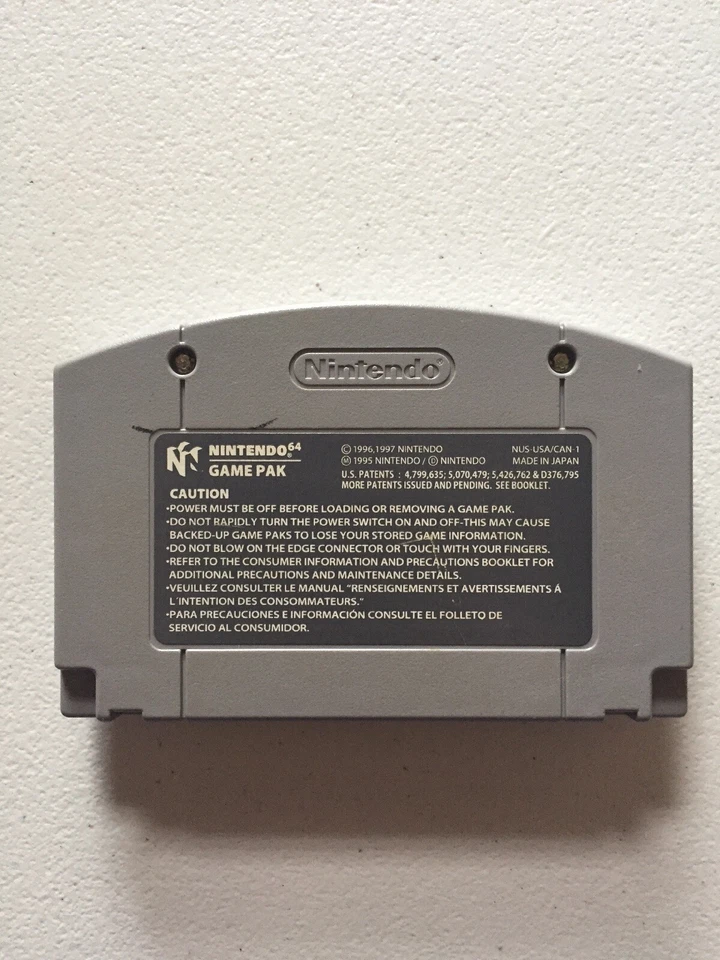 Nintendo®
NINTENDO 64
GAME PAK
© 1996,1997 NINTENDO
Ⓜ 1995 NINTENDO / Ⓓ NINTENDO
U.S. PATENTS : 4,799,635; 5,070,479; 5,426,762 & D376,795
MORE PATENTS ISSUED AND PENDING. SEE BOOKLET.
NUS-USA/CAN-1
MADE IN JAPAN
CAUTION
•POWER MUST BE OFF BEFORE LOADING OR REMOVING A GAME PAK.
•DO NOT RAPIDLY TURN THE POWER SWITCH ON AND OFF-THIS MAY CAUSE
BACKED-UP GAME PAKS TO LOSE YOUR STORED GAME INFORMATION.
•DO NOT BLOW ON THE EDGE CONNECTOR OR TOUCH WITH YOUR FINGERS.
•REFER TO THE CONSUMER INFORMATION AND PRECAUTIONS BOOKLET FOR
ADDITIONAL PRECAUTIONS AND MAINTENANCE DETAILS.
•VEUILLEZ CONSULTER LE MANUAL "RENSEIGNEMENTS ET AVERTISSEMENTS Á
L'INTENTION DES CONSOMMATEURS."
•PARA PRECAUCIONES E INFORMACIÓN CONSULTE EL FOLLETO DE
SERVICIO AL CONSUMIDOR.